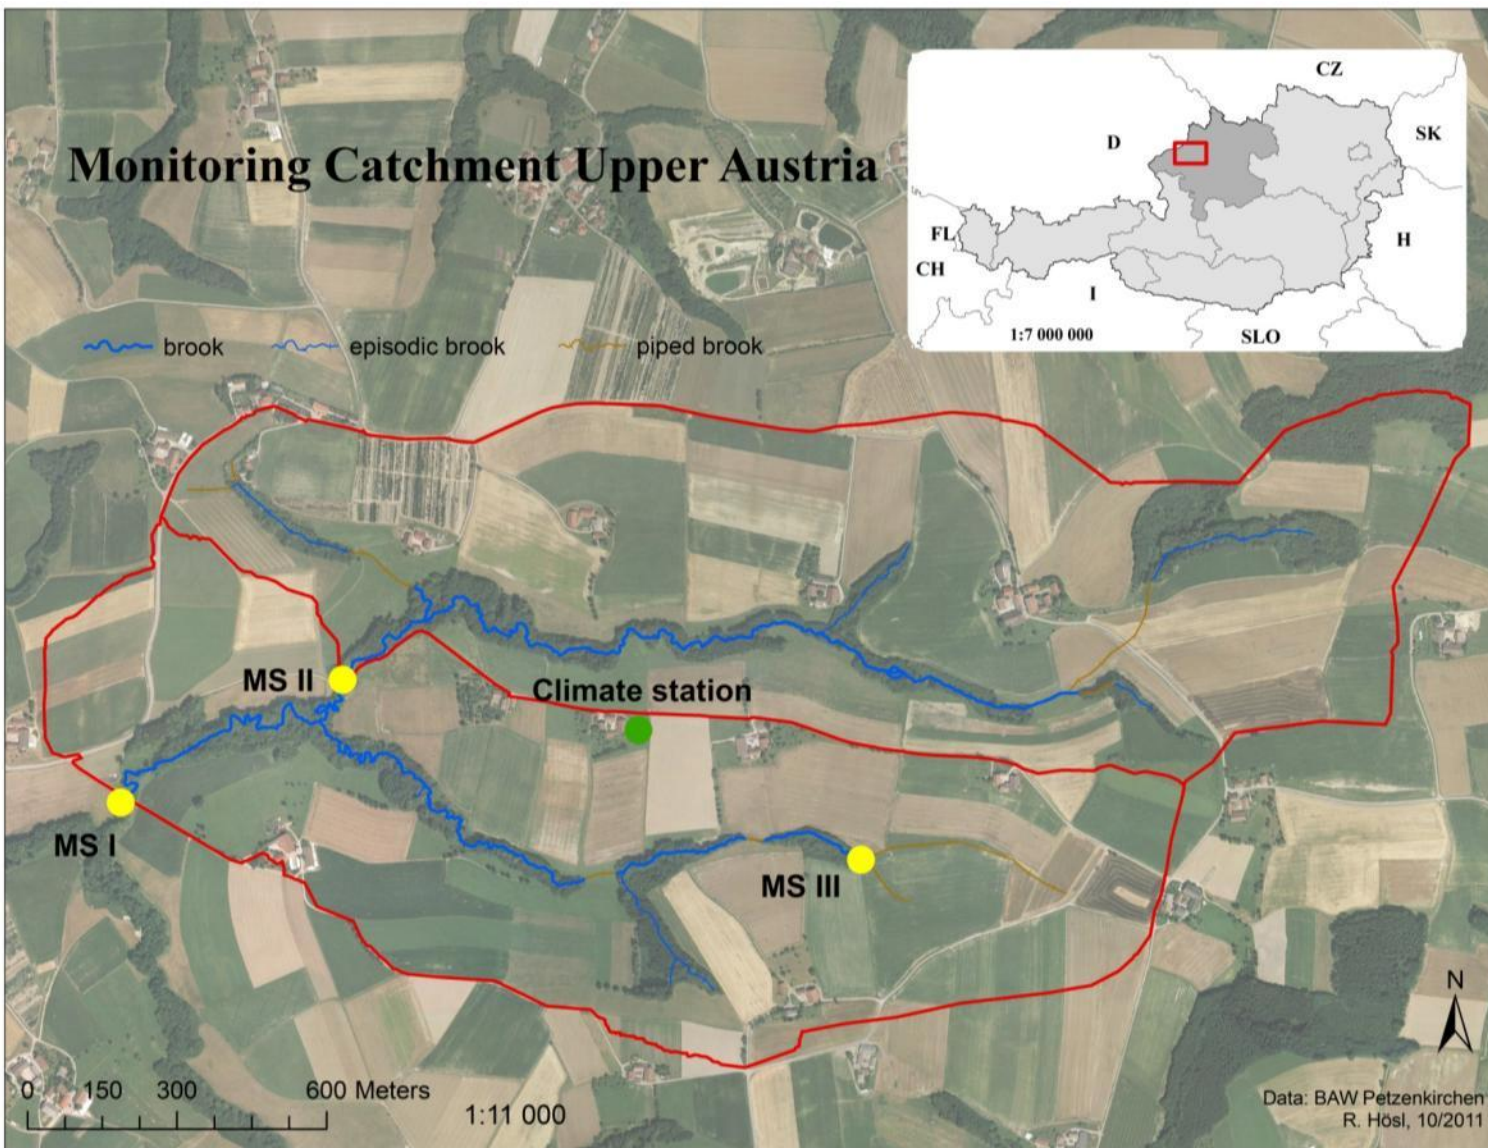 Monitoring Catchment Upper Austria
CZ
D
SK
FL
H
CH
I
1:7 000 000
SLO
brook
episodic brook
piped brook
MS II
Climate station
MS I
MS III
N
0 150 300 600 Meters
1:11 000
Data: BAW Petzenkirchen
R. Hösl, 10/2011